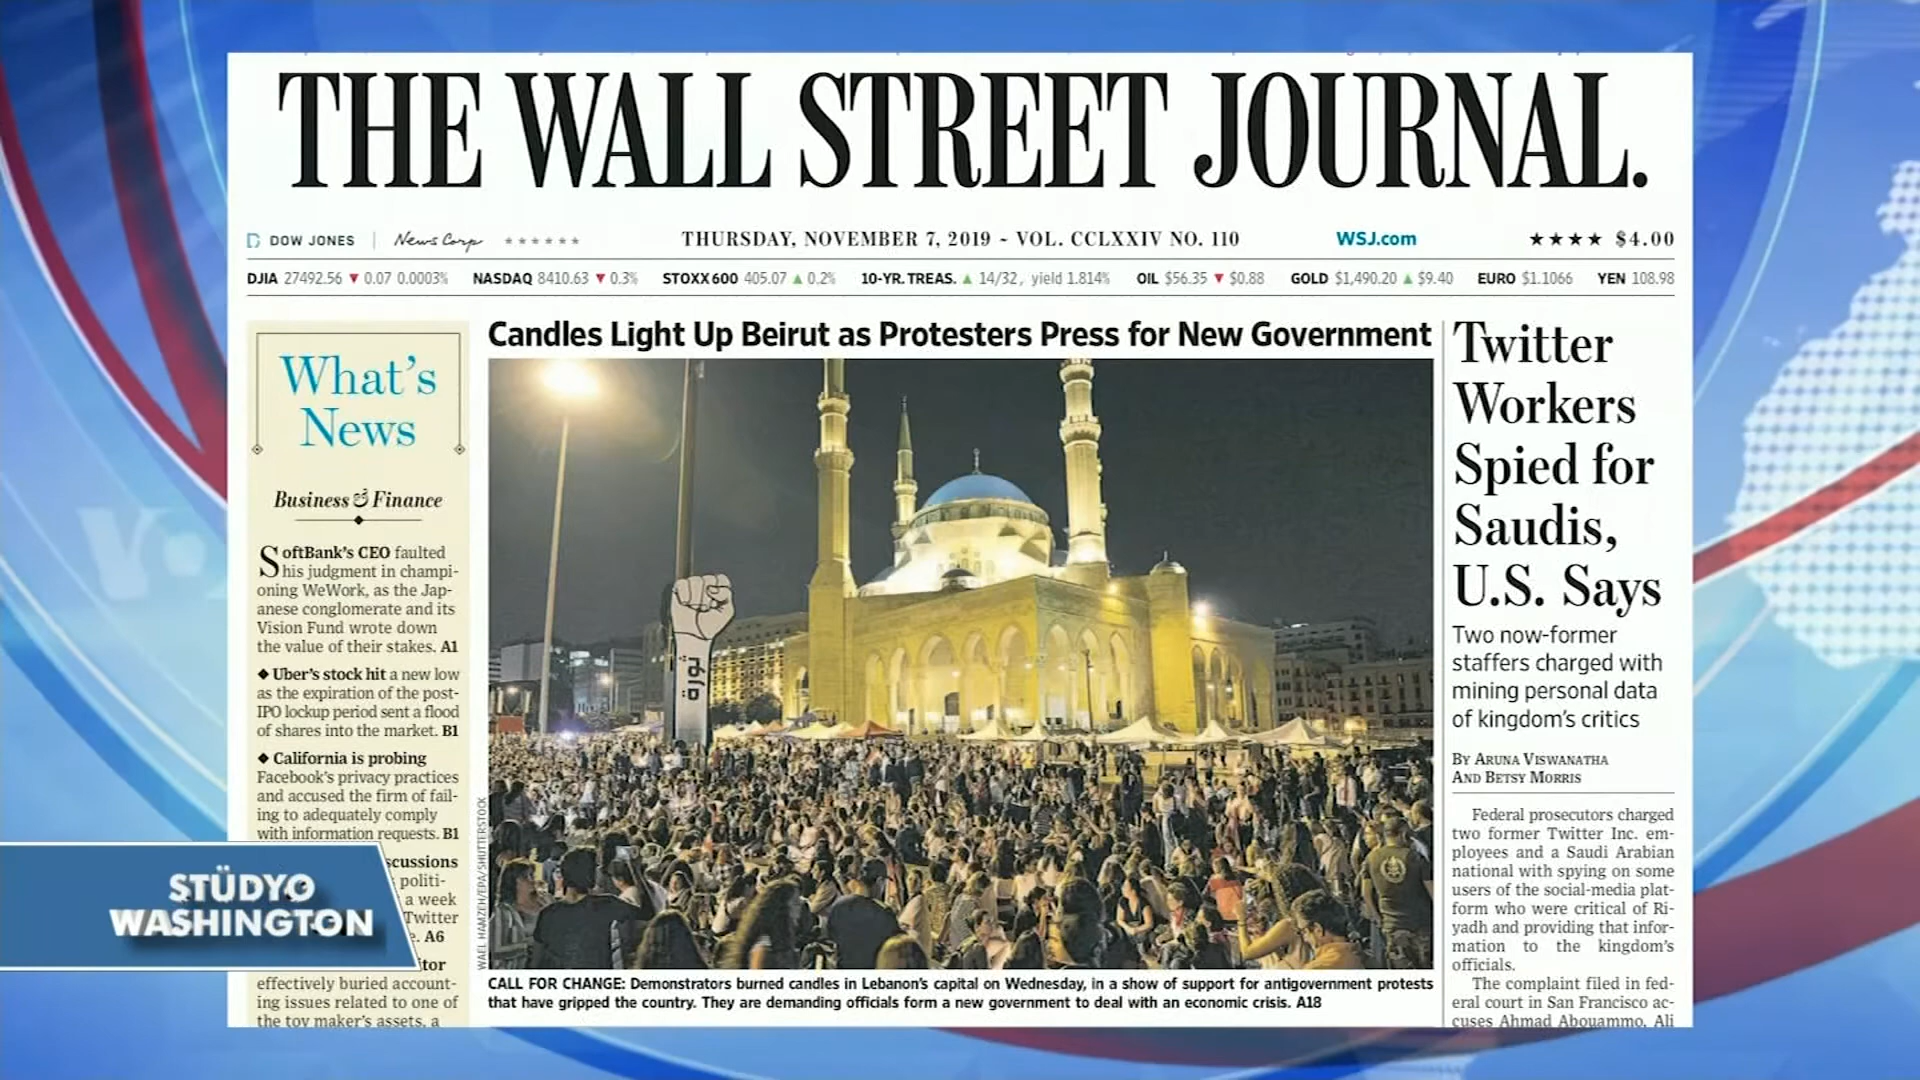 THE WALL STREET JOURNAL.
DOW JONES | News Corp ******
THURSDAY, NOVEMBER 7, 2019 ~ VOL. CCLXXIV NO. 110
WSJ.com
★★★★ $4.00
DJIA 27492.56 ▼ 0.07 0.0003%
NASDAQ 8410.63 ▼ 0.3%
STOXX 600 405.07 ▲ 0.2%
10-YR. TREAS. ▲ 14/32, yield 1.814%
OIL $56.35 ▼ $0.88
GOLD $1,490.20 ▲ $9.40
EURO $1.1066
YEN 108.98
What's
News
Business & Finance
SoftBank's CEO faulted
his judgment in champi-
oning WeWork, as the Jap-
anese conglomerate and its
Vision Fund wrote down
the value of their stakes. A1
◆ Uber's stock hit a new low
as the expiration of the post-
IPO lockup period sent a flood
of shares into the market. B1
◆ California is probing
Facebook's privacy practices
and accused the firm of fail-
ing to adequately comply
with information requests. B1
scussions
politi-
a week
Twitter
e. A6
itor
effectively buried account-
ing issues related to one of
the toy maker's assets, a
Candles Light Up Beirut as Protesters Press for New Government
ثورة
WAEL HAMZEH/EPA/SHUTTERSTOCK
CALL FOR CHANGE: Demonstrators burned candles in Lebanon's capital on Wednesday, in a show of support for antigovernment protests
that have gripped the country. They are demanding officials form a new government to deal with an economic crisis. A18
Twitter
Workers
Spied for
Saudis,
U.S. Says
Two now-former
staffers charged with
mining personal data
of kingdom's critics
BY ARUNA VISWANATHA
AND BETSY MORRIS
Federal prosecutors charged
two former Twitter Inc. em-
ployees and a Saudi Arabian
national with spying on some
users of the social-media plat-
form who were critical of Ri-
yadh and providing that infor-
mation to the kingdom's
officials.
The complaint filed in fed-
eral court in San Francisco ac-
cuses Ahmad Abouammo, Ali
STÜDYO
WASHINGTON